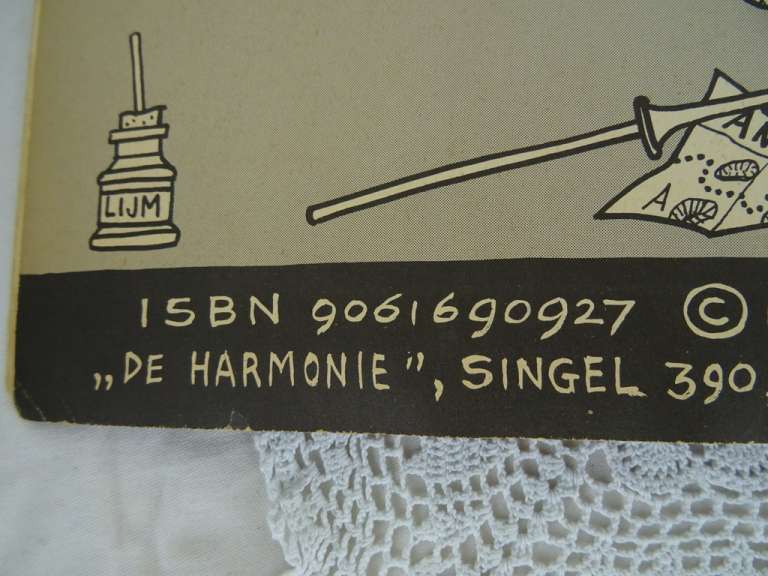 LIJM
A
ISBN 9061690927 ©
„DE HARMONIE”, SINGEL 390